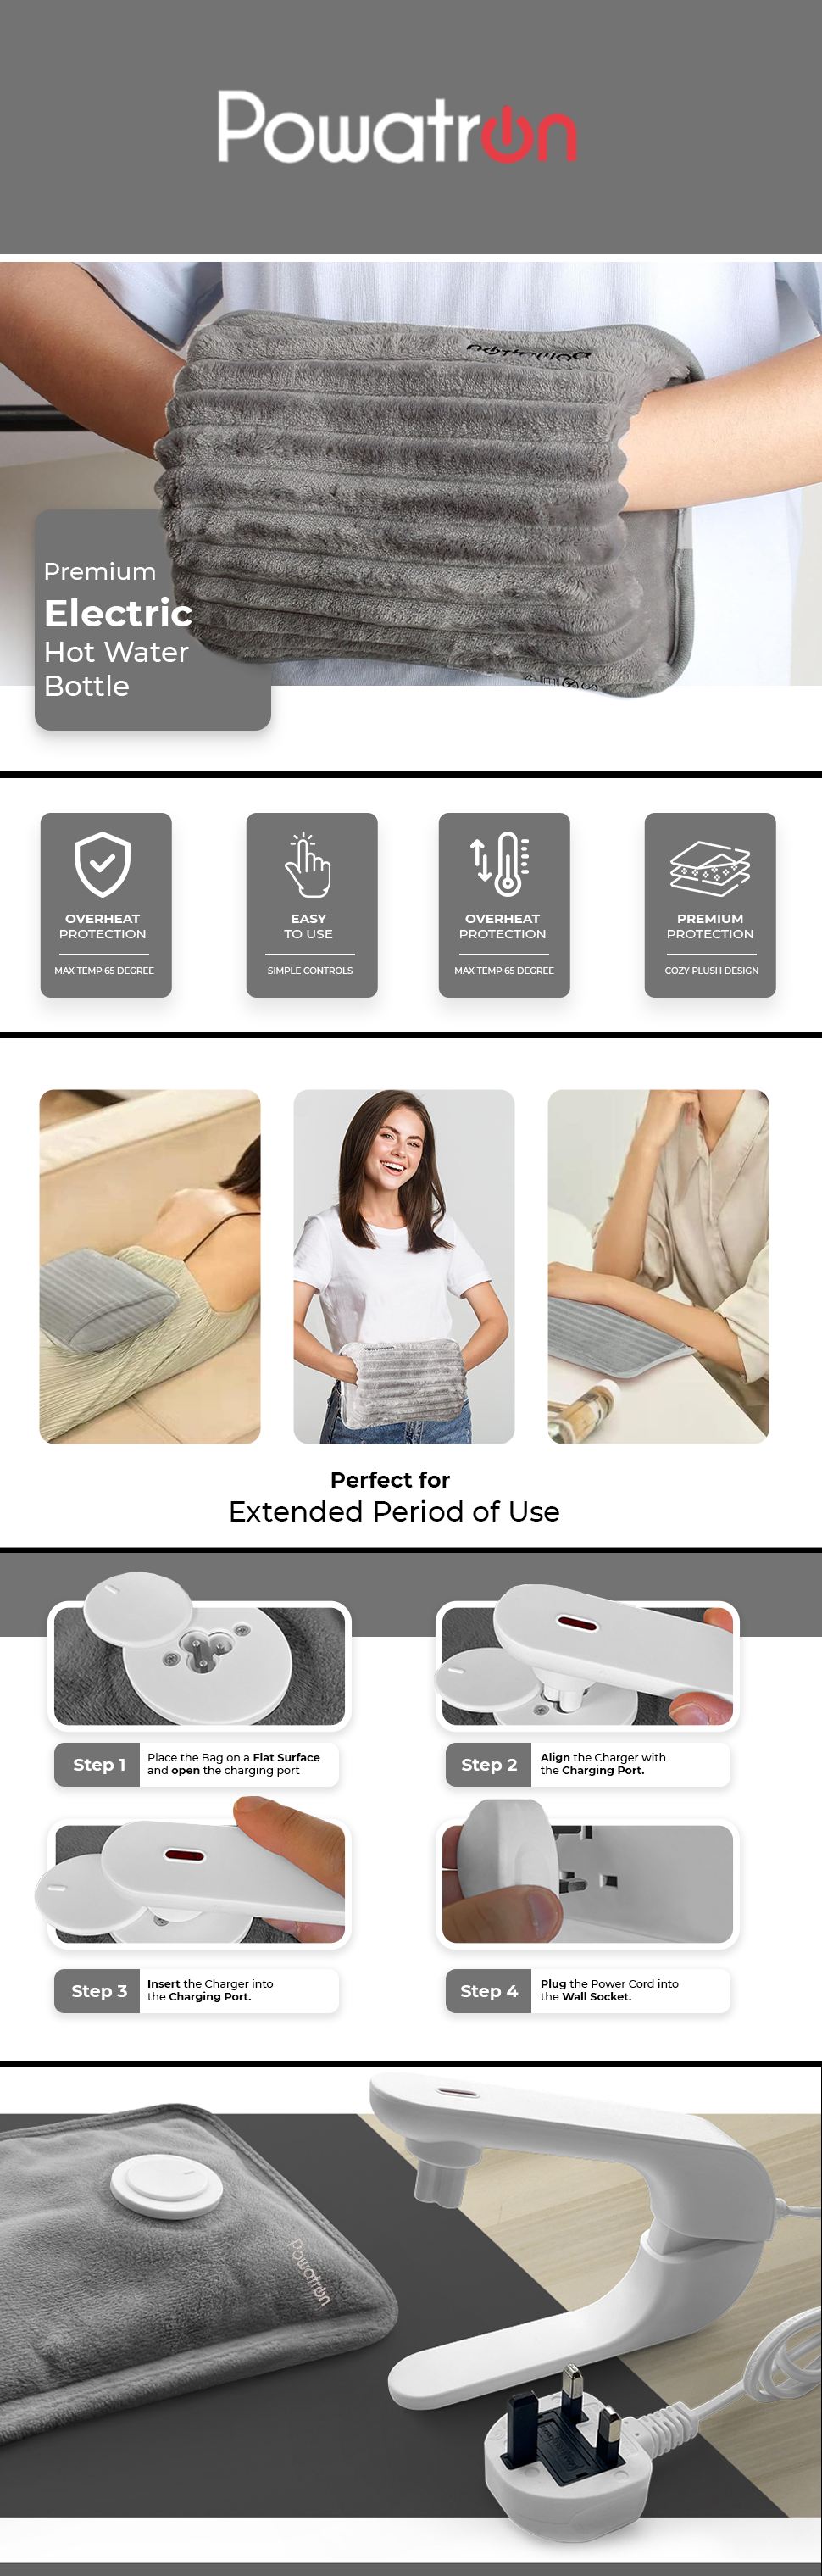 Powatron
Powatron
Premium
Electric
Hot Water
Bottle
OVERHEAT
PROTECTION
MAX TEMP 65 DEGREE
EASY
TO USE
SIMPLE CONTROLS
OVERHEAT
PROTECTION
MAX TEMP 65 DEGREE
PREMIUM
PROTECTION
COZY PLUSH DESIGN
Perfect for
Extended Period of Use
Step 1
Place the Bag on a Flat Surface
and open the charging port
Step 2
Align the Charger with
the Charging Port.
Step 3
Insert the Charger into
the Charging Port.
Step 4
Plug the Power Cord into
the Wall Socket.
Powatron